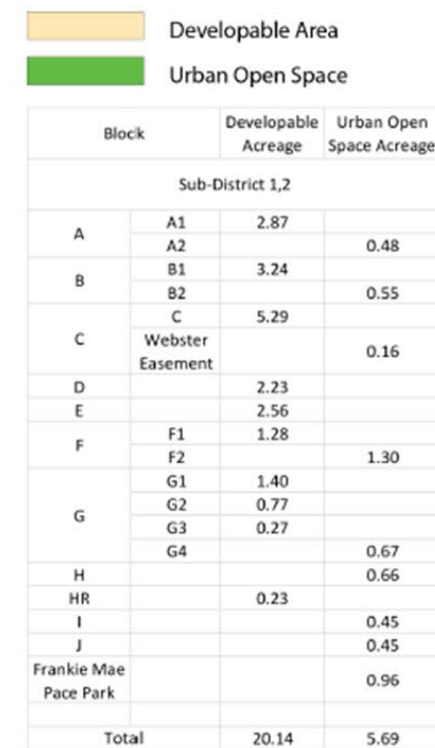 Developable Area
Urban Open Space
Block Developable Acreage Urban Open Space Acreage
Sub-District 1,2
A A1 2.87
A2 0.48
B B1 3.24
B2 0.55
C C 5.29
Webster Easement 0.16
D 2.23
E 2.56
F F1 1.28
F2 1.30
G G1 1.40
G2 0.77
G3 0.27
G4 0.67
H 0.66
HR 0.23
I 0.45
J 0.45
Frankie Mae Pace Park 0.96
Total 20.14 5.69